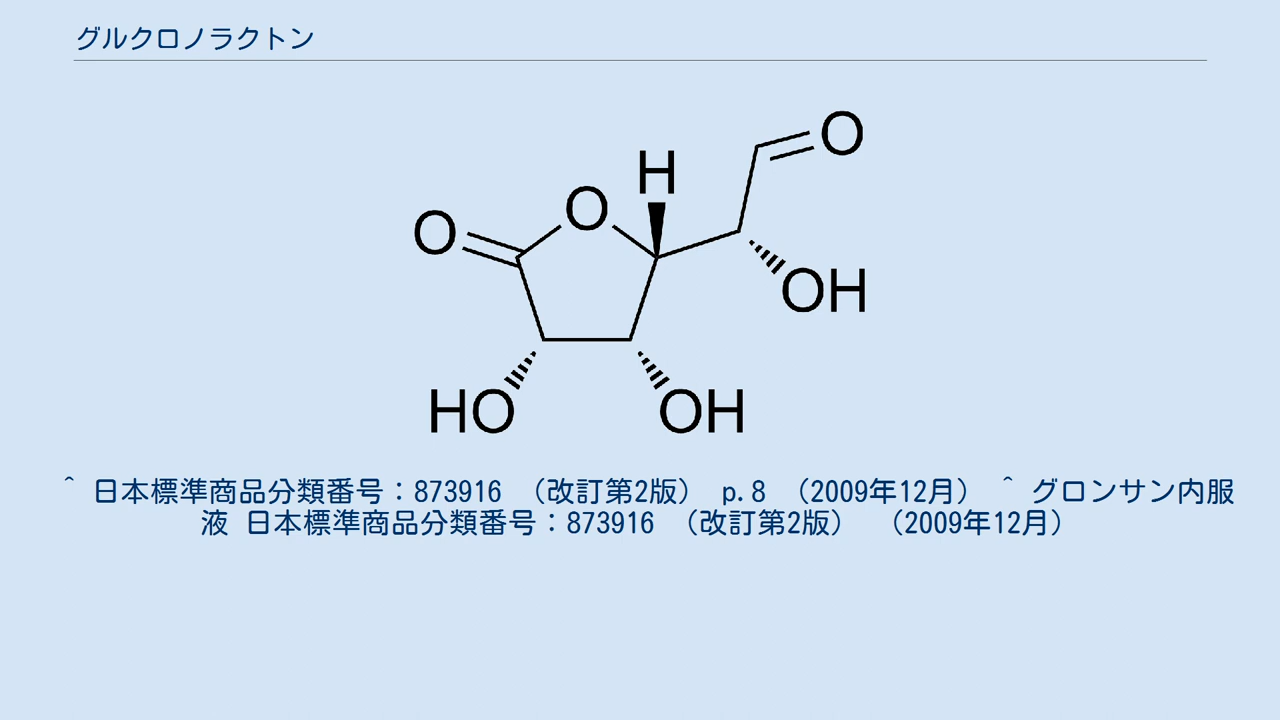 グルクロノラクトン
O
H
O
O
OH
HO
OH
^ 日本標準商品分類番号：873916 （改訂第2版） p.8 （2009年12月） ^ グロンサン内服
液 日本標準商品分類番号：873916 （改訂第2版） （2009年12月）